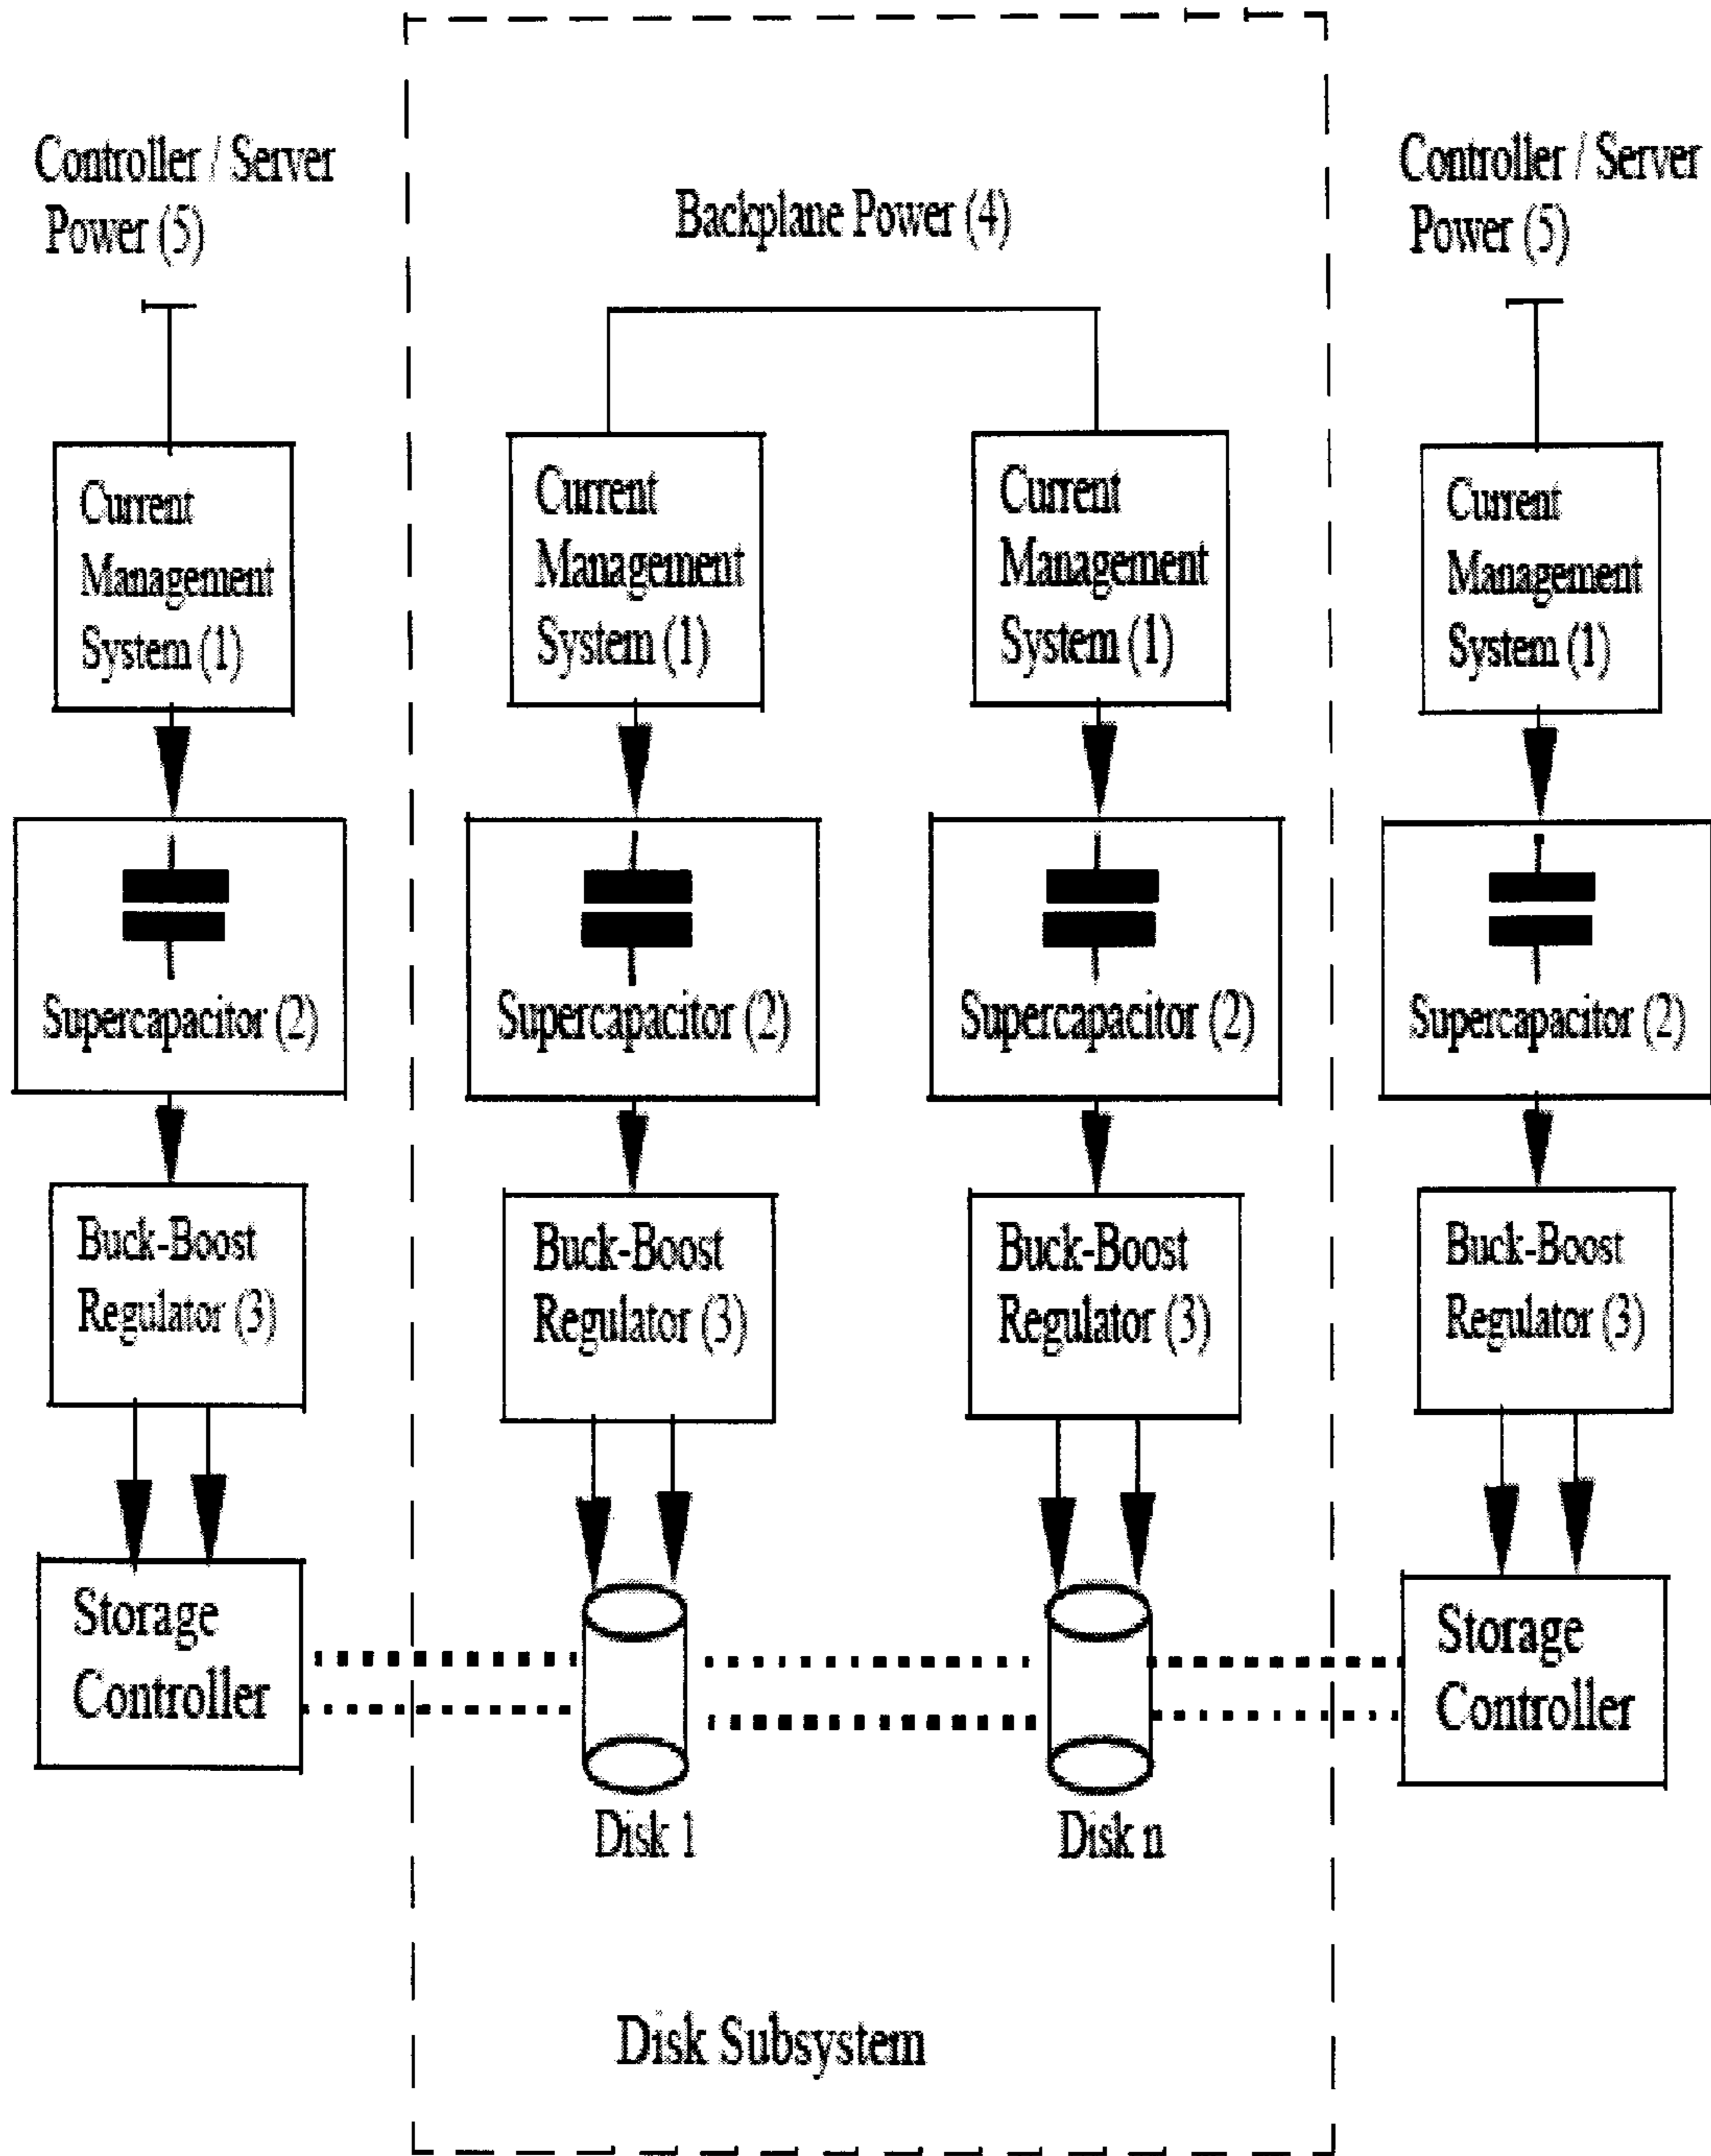 Controller / Server
Power (5)
Backplane Power (4)
Controller / Server
Power (5)
Current
Management
System (1)
Current
Management
System (1)
Current
Management
System (1)
Current
Management
System (1)
Supercapacitor (2)
Supercapacitor (2)
Supercapacitor (2)
Supercapacitor (2)
Buck-Boost
Regulator (3)
Buck-Boost
Regulator (3)
Buck-Boost
Regulator (3)
Buck-Boost
Regulator (3)
Storage
Controller
Storage
Controller
Disk 1
Disk n
Disk Subsystem